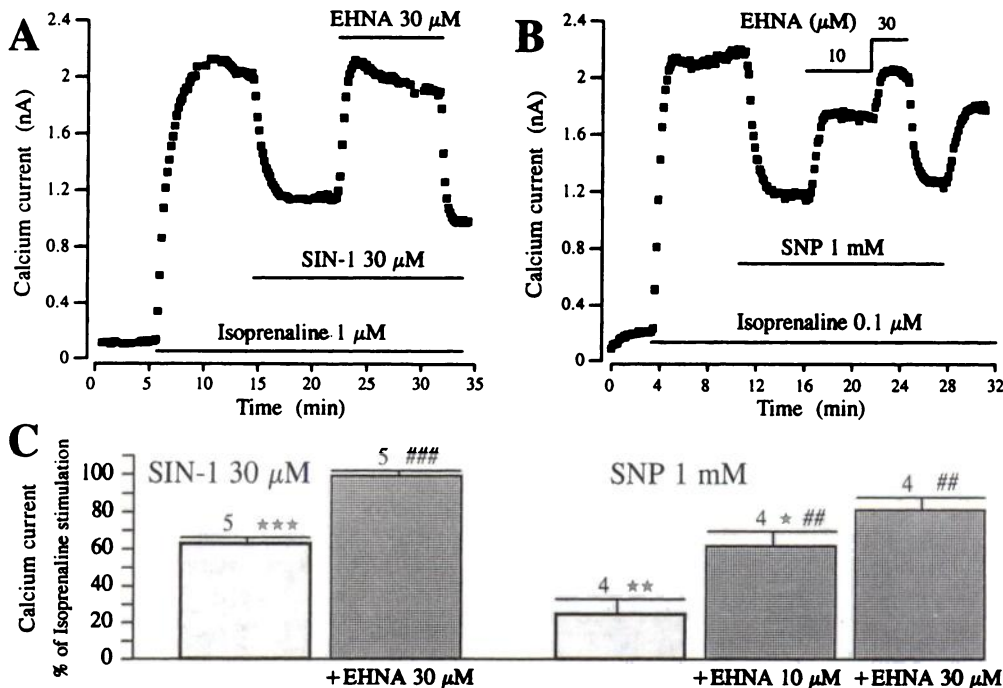 A
EHNA 30 μM
2.4
2
1.6
1.2
0.8
0.4
0
Calcium current (nA)
SIN-1 30 μM
Isoprenaline 1 μM
0 5 10 15 20 25 30 35
Time (min)
B
EHNA (μM)
30
10
2.4
2
1.6
1.2
0.8
0.4
0
Calcium current (nA)
SNP 1 mM
Isoprenaline 0.1 μM
0 4 8 12 16 20 24 28 32
Time (min)
C
Calcium current
% of Isoprenaline stimulation
100
80
60
40
20
0
SIN-1 30 μM
5 ***
5 ###
+EHNA 30 μM
SNP 1 mM
4 **
4 * ##
4 ##
+EHNA 10 μM
+EHNA 30 μM